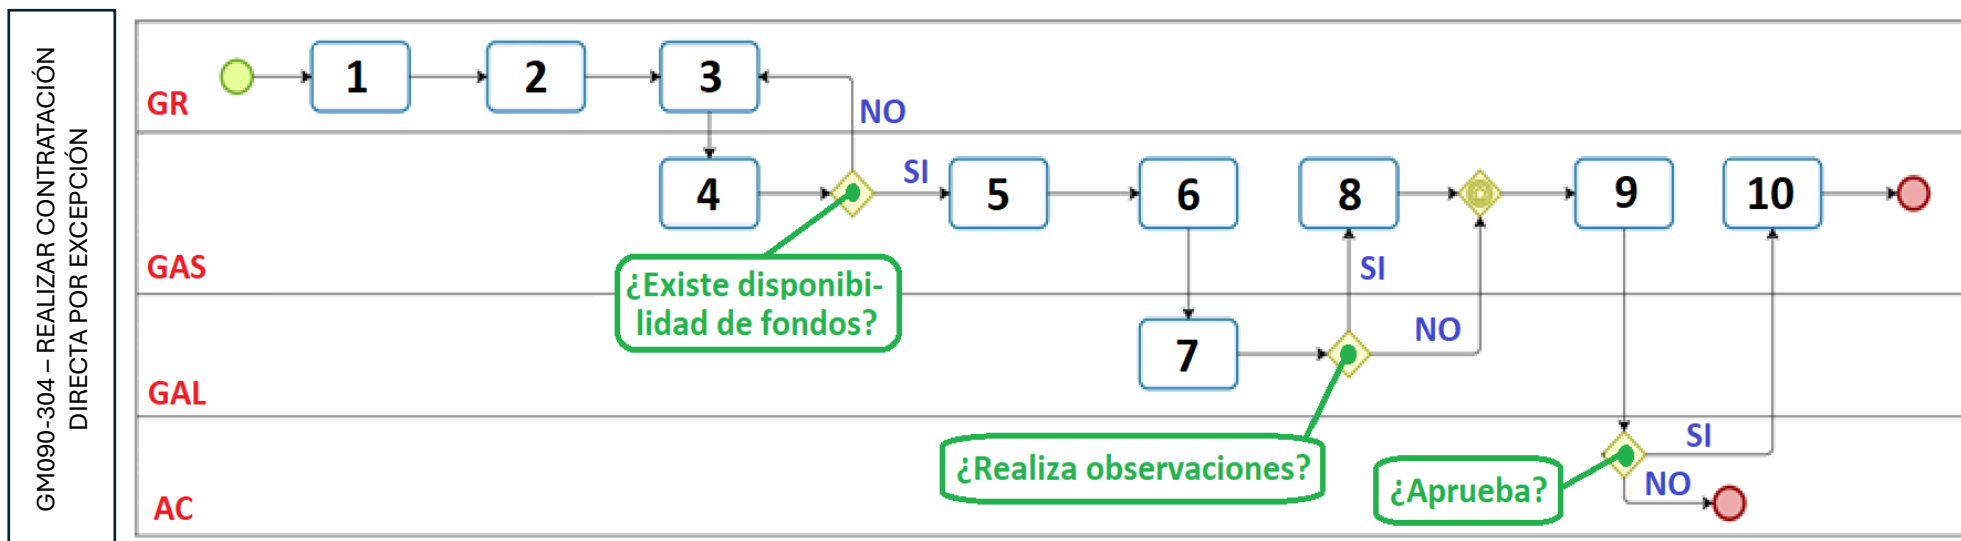 GM090-304 – REALIZAR CONTRATACIÓN
DIRECTA POR EXCEPCIÓN
GR
1
2
3
NO
GAS
4
SI
5
6
8
9
10
¿Existe disponibi-
lidad de fondos?
SI
GAL
7
NO
¿Realiza observaciones?
AC
¿Aprueba?
SI
NO